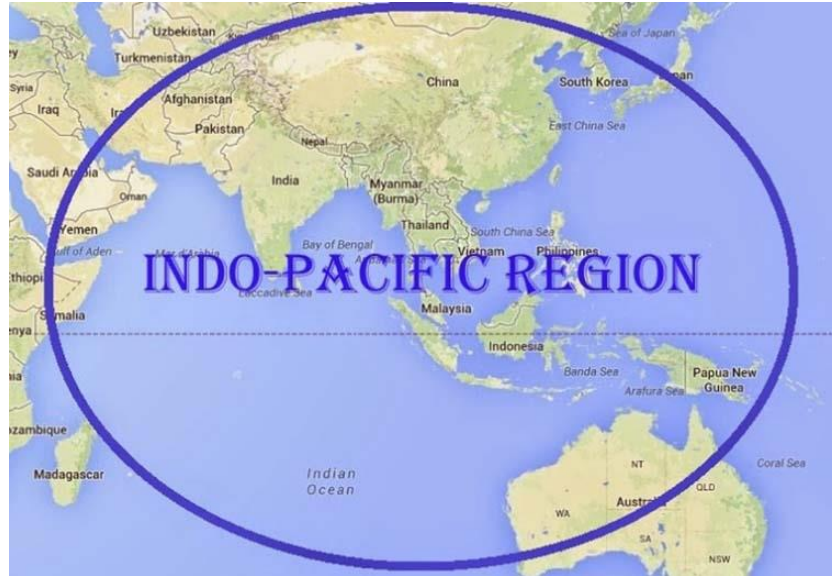 Uzbekistan
Sea of Japan
Turkmenistan
China
South Korea
Syria
Afghanistan
Iraq
East China Sea
Pakistan
Nepal
Saudi Arabia
India
Myanmar
(Burma)
Oman
Thailand
Yemen
South China Sea
Gulf of Aden
Bay of Bengal
Vietnam
Philippines
INDO-PACIFIC REGION
Laccadive Sea
Malaysia
Somalia
Indonesia
Banda Sea
Papua New
Guinea
Arafura Sea
Madagascar
Indian
Ocean
NT
Coral Sea
QLD
WA
SA
NSW